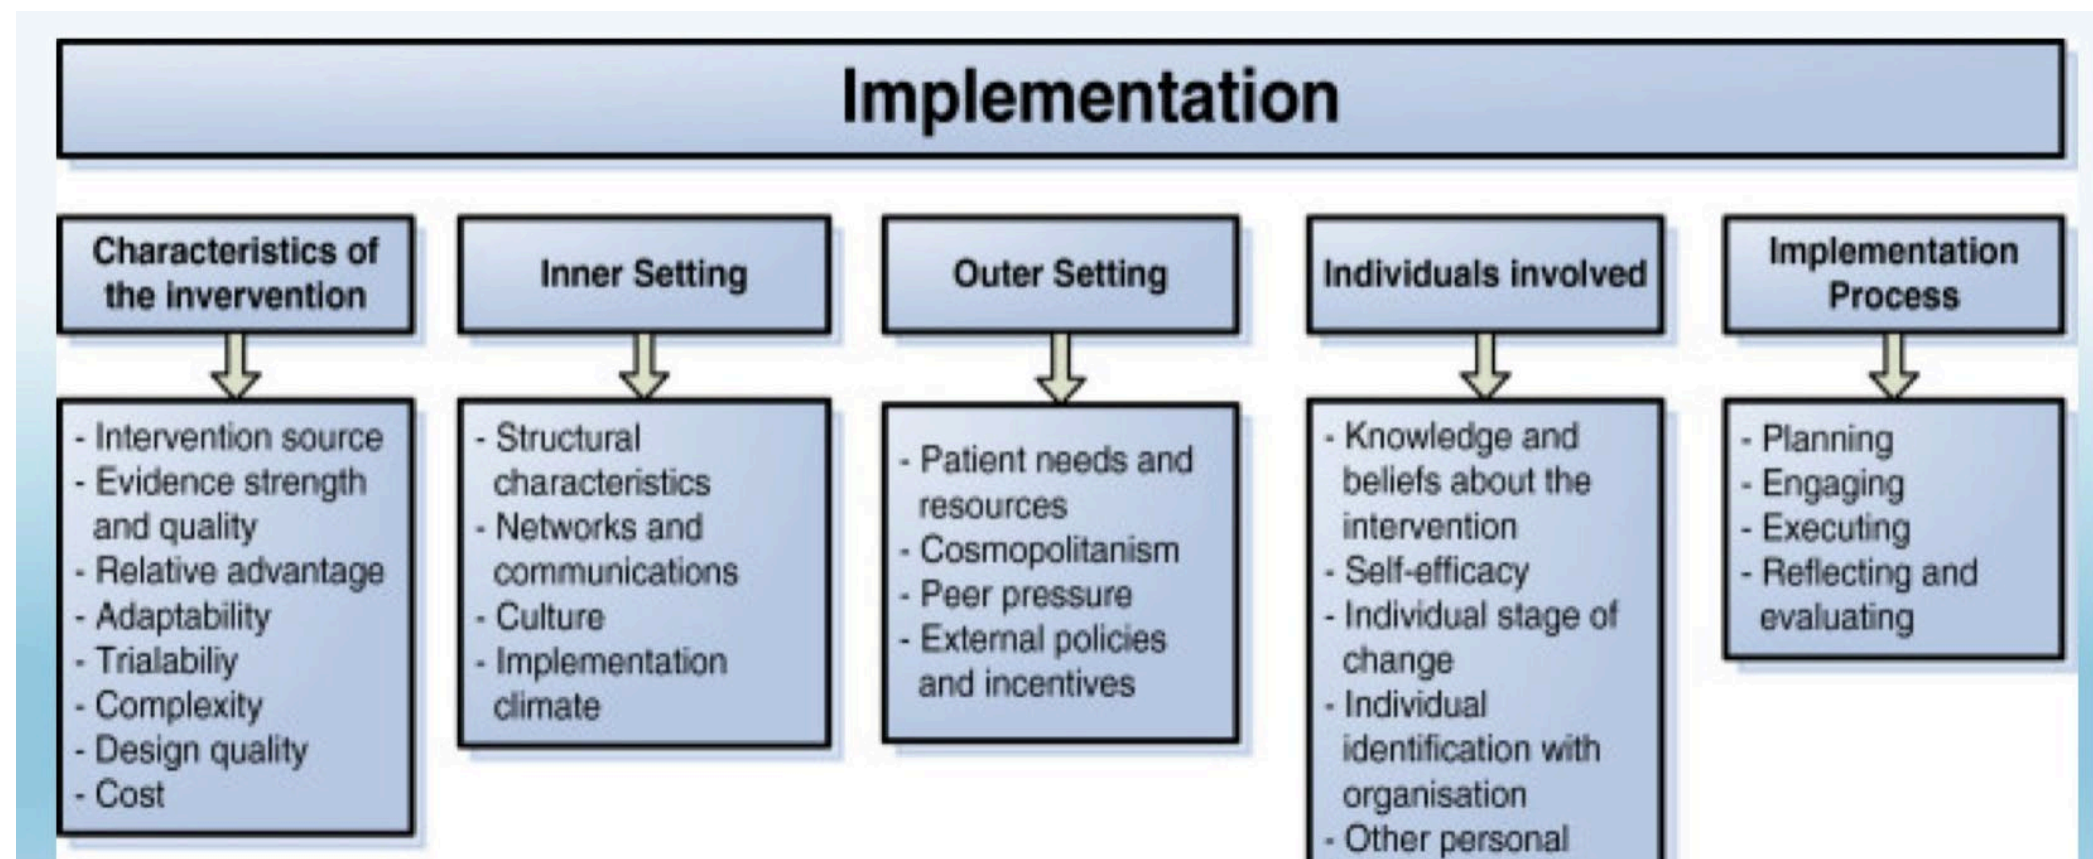 Implementation
Characteristics of
the invervention
- Intervention source
- Evidence strength
and quality
- Relative advantage
- Adaptability
- Trialabiliy
- Complexity
- Design quality
- Cost
Inner Setting
- Structural
characteristics
- Networks and
communications
- Culture
- Implementation
climate
Outer Setting
- Patient needs and
resources
- Cosmopolitanism
- Peer pressure
- External policies
and incentives
Individuals involved
- Knowledge and
beliefs about the
intervention
- Self-efficacy
- Individual stage of
change
- Individual
identification with
organisation
- Other personal
Implementation
Process
- Planning
- Engaging
- Executing
- Reflecting and
evaluating